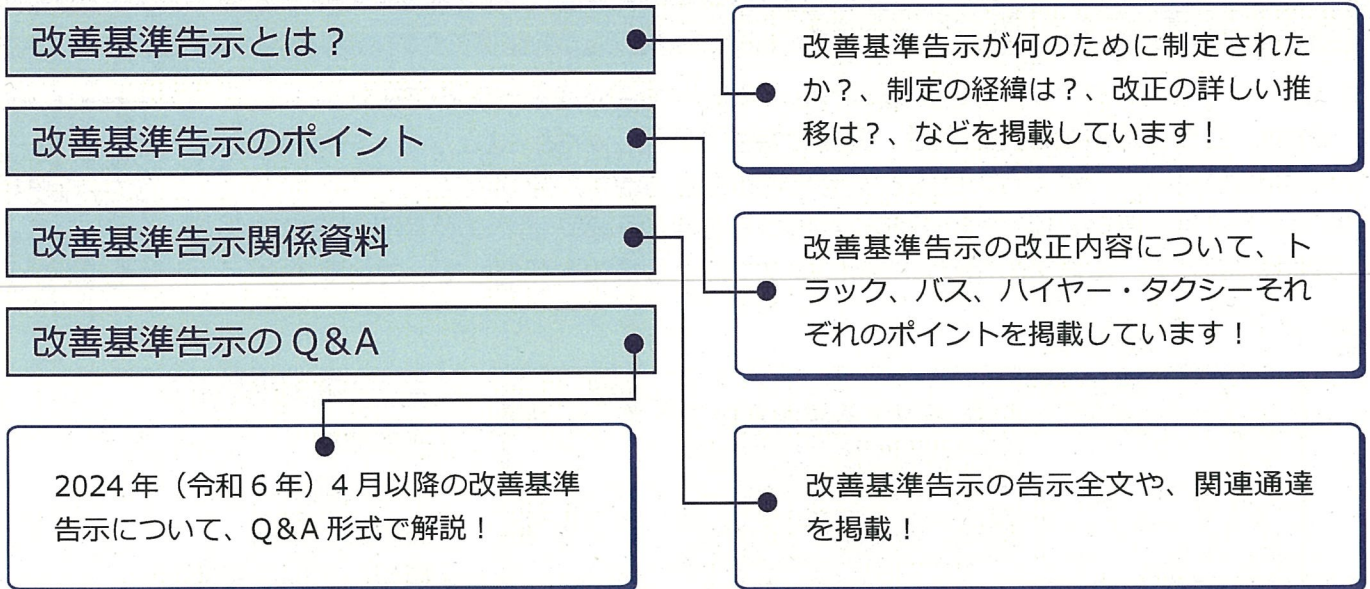 改善基準告示とは？
改善基準告示が何のために制定された
か？、制定の経緯は？、改正の詳しい推
移は？、などを掲載しています！
改善基準告示のポイント
改善基準告示の改正内容について、ト
ラック、バス、ハイヤー・タクシーそれ
ぞれのポイントを掲載しています！
改善基準告示関係資料
改善基準告示の告示全文や、関連通達
を掲載！
改善基準告示の Q&A
2024 年（令和 6 年）4 月以降の改善基準
告示について、Q&A 形式で解説！